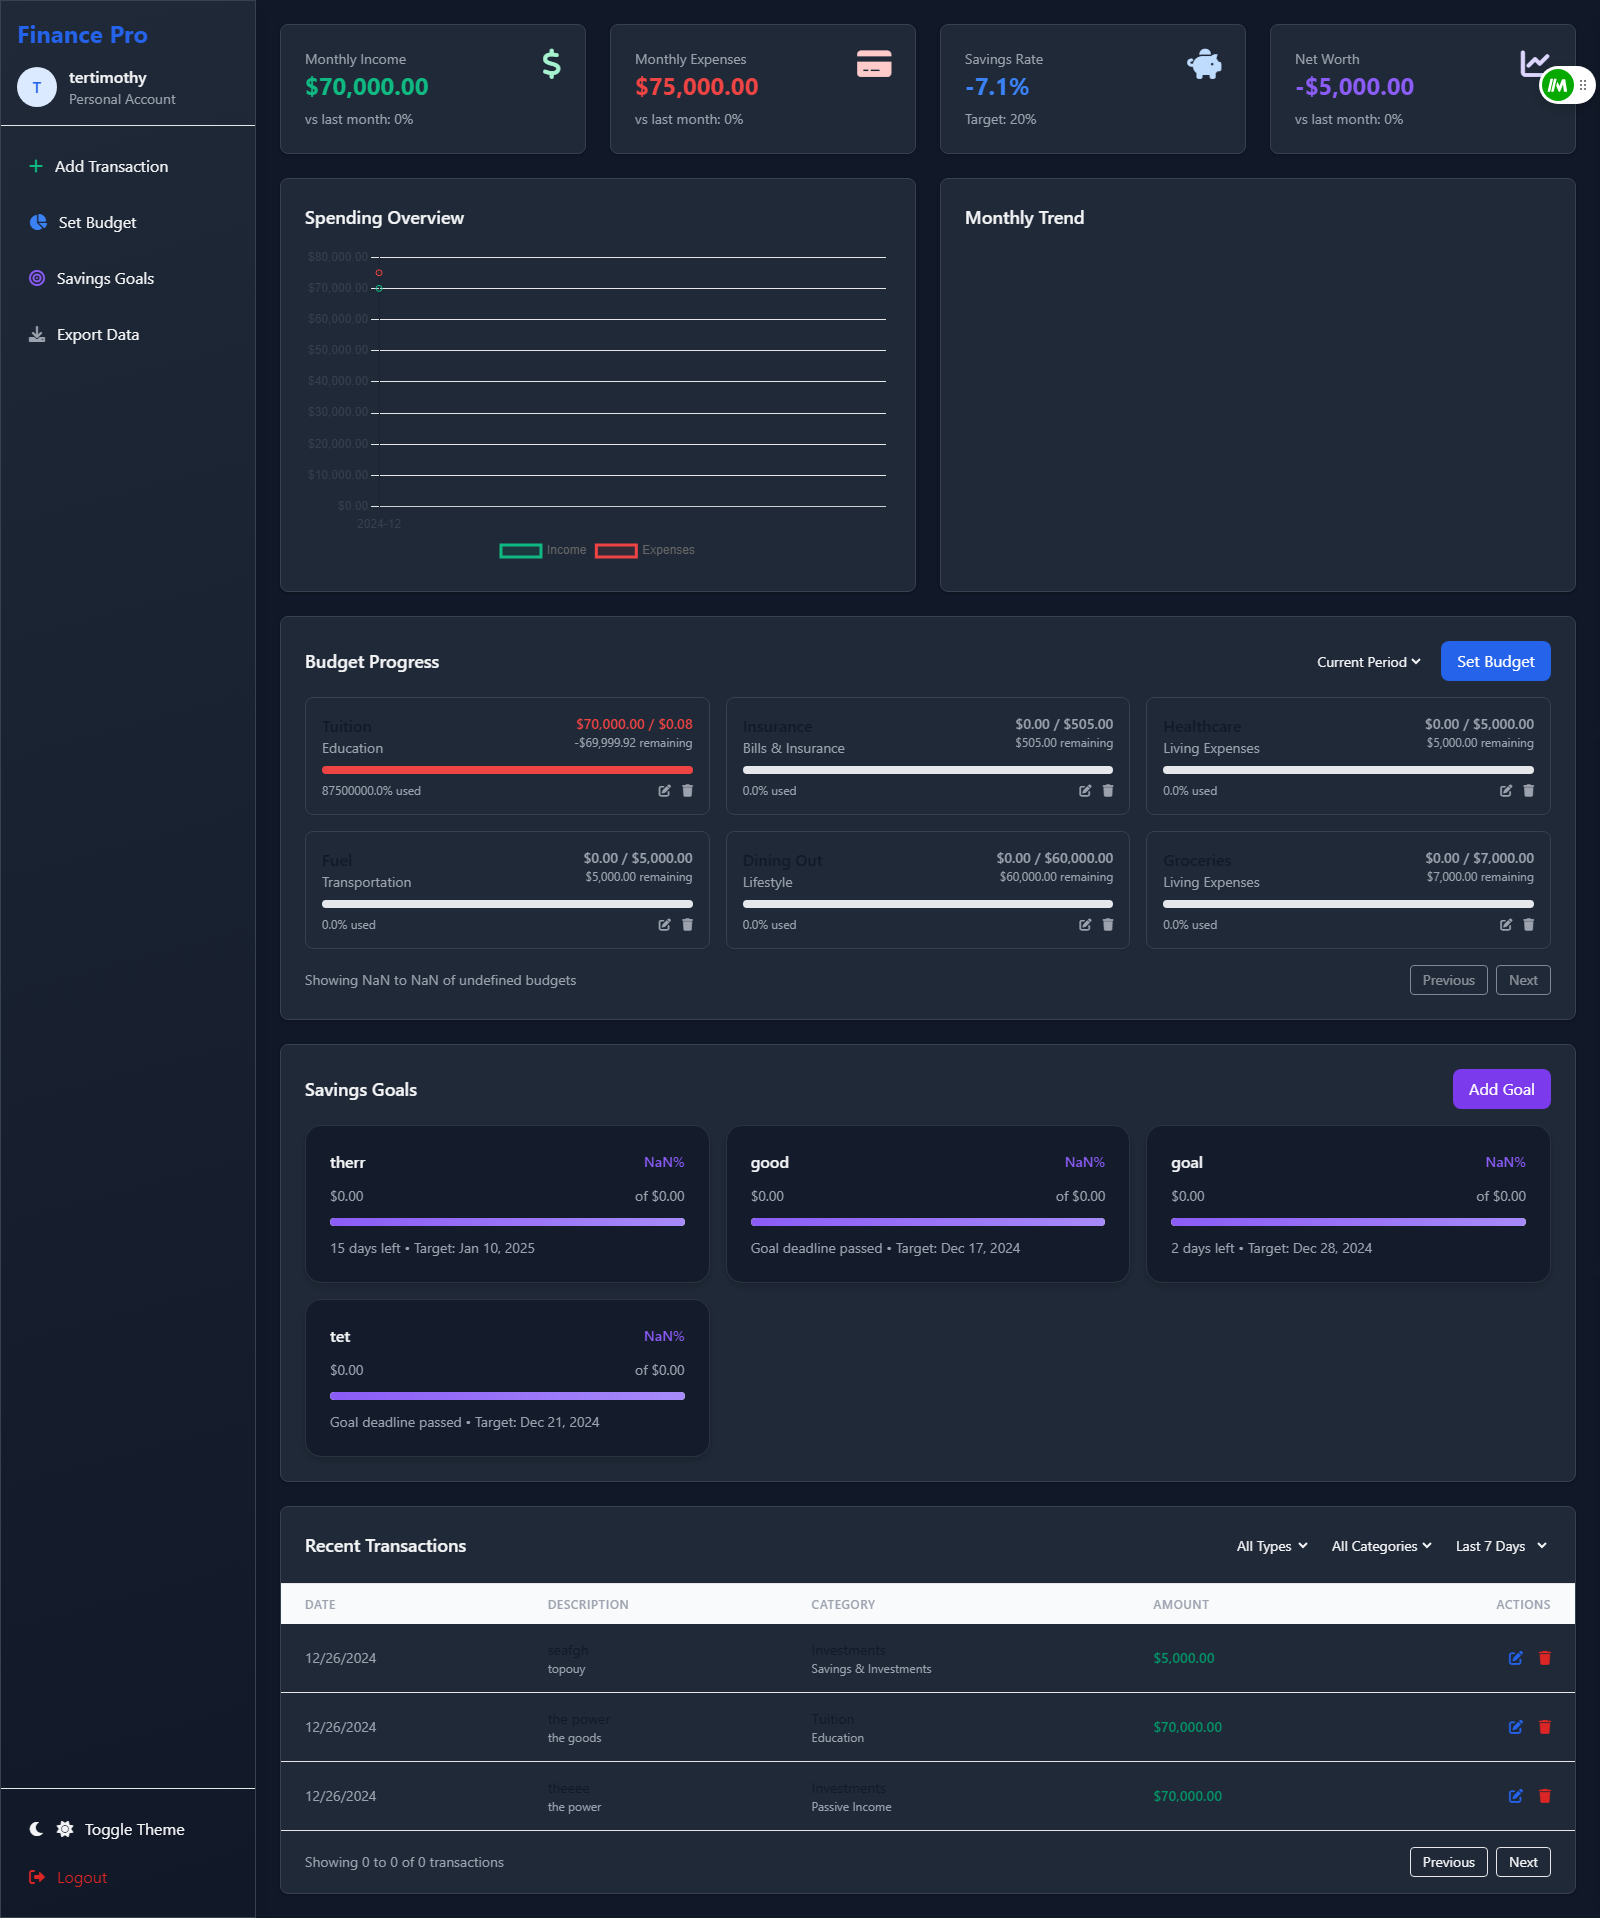 Finance Pro
T
tertimothy
Personal Account
Add Transaction
Set Budget
Savings Goals
Export Data
Toggle Theme
Logout
Monthly Income
$70,000.00
vs last month: 0%
Monthly Expenses
$75,000.00
vs last month: 0%
Savings Rate
-7.1%
Target: 20%
Net Worth
-$5,000.00
vs last month: 0%
Spending Overview
$80,000.00
$70,000.00
$60,000.00
$50,000.00
$40,000.00
$30,000.00
$20,000.00
$10,000.00
$0.00
2024-12
Income Expenses
Monthly Trend
Budget Progress
Current Period
Set Budget
Tuition
$70,000.00 / $0.08
Education
-$69,999.92 remaining
87500000.0% used
Insurance
$0.00 / $505.00
Bills & Insurance
$505.00 remaining
0.0% used
Healthcare
$0.00 / $5,000.00
Living Expenses
$5,000.00 remaining
0.0% used
Fuel
$0.00 / $5,000.00
Transportation
$5,000.00 remaining
0.0% used
Dining Out
$0.00 / $60,000.00
Lifestyle
$60,000.00 remaining
0.0% used
Groceries
$0.00 / $7,000.00
Living Expenses
$7,000.00 remaining
0.0% used
Showing NaN to NaN of undefined budgets
Previous
Next
Savings Goals
Add Goal
therr
NaN%
$0.00
of $0.00
15 days left • Target: Jan 10, 2025
good
NaN%
$0.00
of $0.00
Goal deadline passed • Target: Dec 17, 2024
goal
NaN%
$0.00
of $0.00
2 days left • Target: Dec 28, 2024
tet
NaN%
$0.00
of $0.00
Goal deadline passed • Target: Dec 21, 2024
Recent Transactions
All Types
All Categories
Last 7 Days
DATE DESCRIPTION CATEGORY AMOUNT ACTIONS
12/26/2024
seafgh
topouy
Investments
Savings & Investments
$5,000.00
12/26/2024
the power
the goods
Tuition
Education
$70,000.00
12/26/2024
theeee
the power
Investments
Passive Income
$70,000.00
Showing 0 to 0 of 0 transactions
Previous
Next